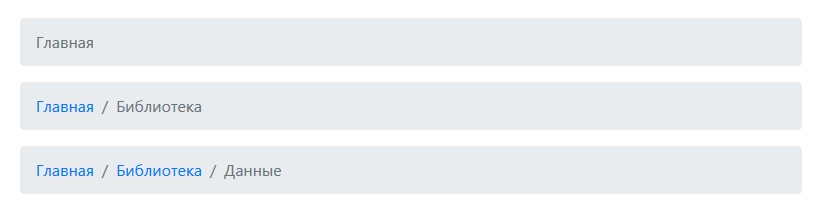 Главная
Главная / Библиотека
Главная / Библиотека / Данные